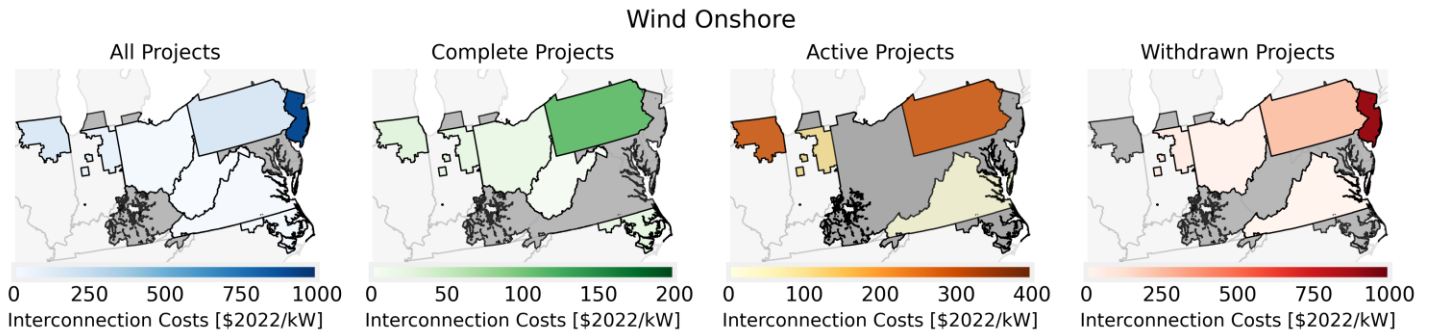 Wind Onshore
All Projects
Complete Projects
Active Projects
Withdrawn Projects
0 250 500 750 1000
0 50 100 150 200
0 100 200 300 400
0 250 500 750 1000
Interconnection Costs [$2022/kW]
Interconnection Costs [$2022/kW]
Interconnection Costs [$2022/kW]
Interconnection Costs [$2022/kW]